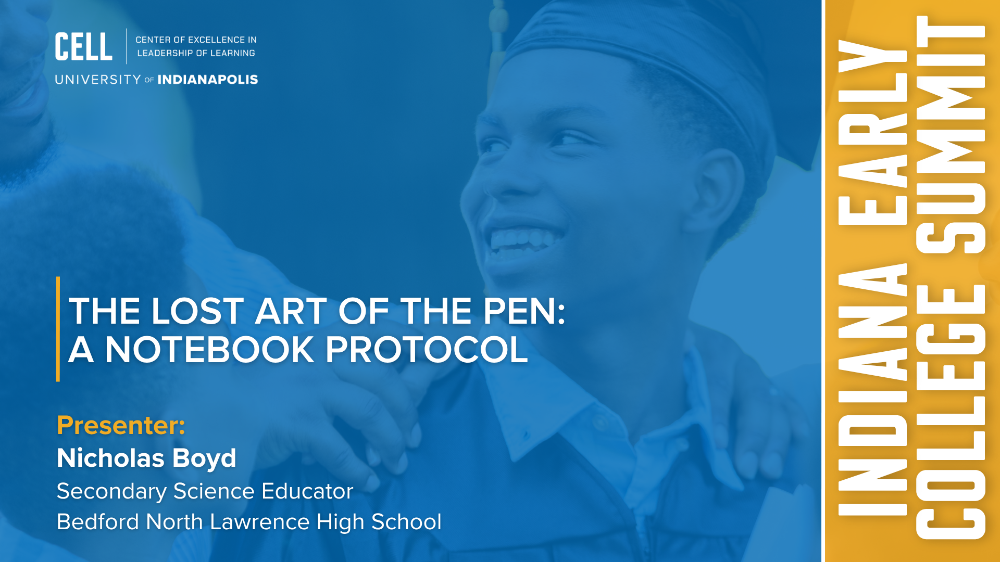 CELL
CENTER OF EXCELLENCE IN
LEADERSHIP OF LEARNING
UNIVERSITY OF INDIANAPOLIS
THE LOST ART OF THE PEN:
A NOTEBOOK PROTOCOL
Presenter:
Nicholas Boyd
Secondary Science Educator
Bedford North Lawrence High School
INDIANA EARLY
COLLEGE SUMMIT